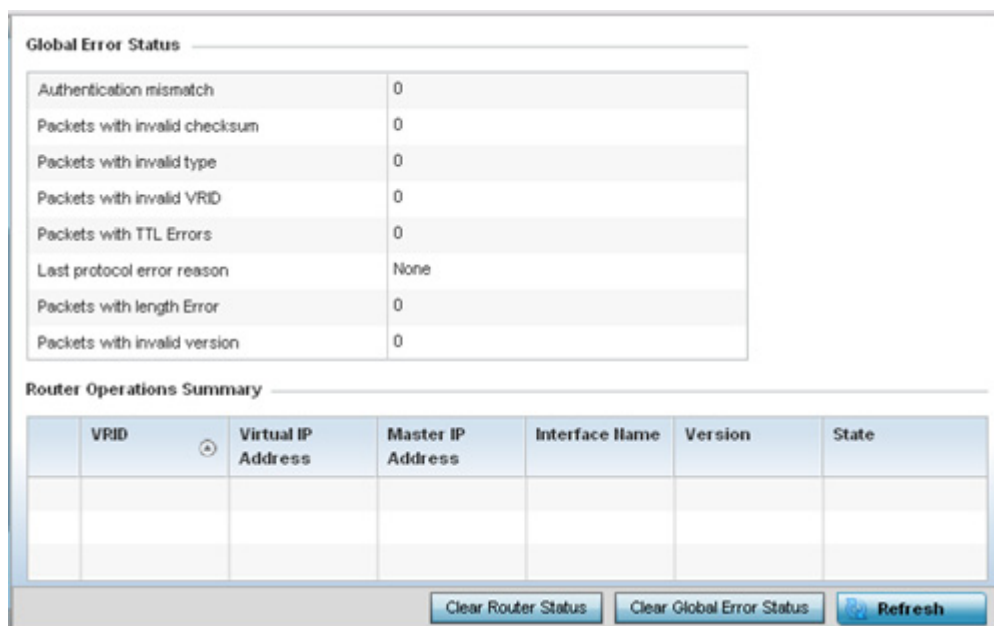 Global Error Status
Authentication mismatch 0
Packets with invalid checksum 0
Packets with invalid type 0
Packets with invalid VRID 0
Packets with TTL Errors 0
Last protocol error reason None
Packets with length Error 0
Packets with invalid version 0
Router Operations Summary
VRID Virtual IP Address Master IP Address Interface Name Version State
Clear Router Status Clear Global Error Status Refresh